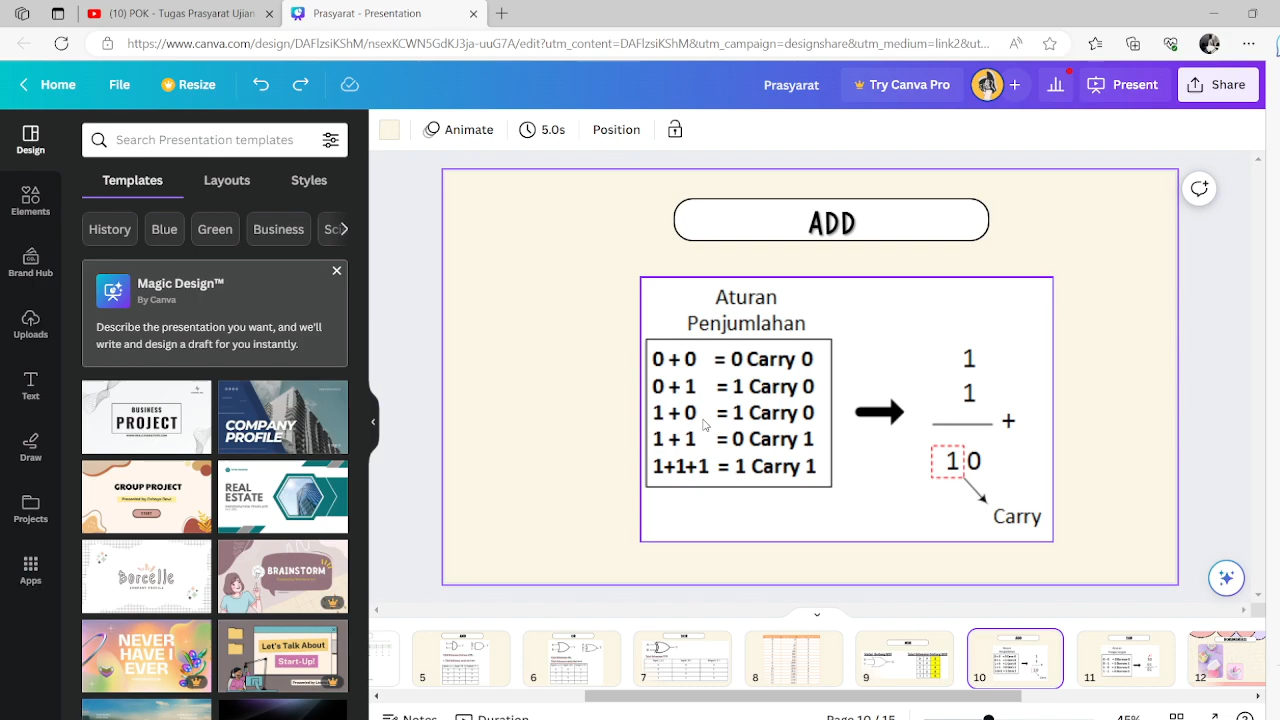 (10) POK - Tugas Prasyarat Ujian
Prasyarat - Presentation
https://www.canva.com/design/DAFlzsiKShM/nsexKCWN5GdKJ3ja-uuG7A/edit?utm_content=DAFlzsiKShM&utm_campaign=designshare&utm_medium=link2&ut...
Home
File
Resize
Prasyarat
Try Canva Pro
Present
Share
Design
Elements
Brand Hub
Uploads
Text
Draw
Projects
Apps
Search Presentation templates
Templates
Layouts
Styles
History
Blue
Green
Business
Magic Design™
By Canva
Describe the presentation you want, and we'll
write and design a draft for you instantly.
BUSINESS
PROJECT
COMPANY
PROFILE
GROUP PROJECT
START
REAL
ESTATE
Borcelle
BRAINSTORM
NEVER
HAVE I
EVER
Let's Talk About
Start-Up!
Animate
5.0s
Position
ADD
Aturan
Penjumlahan
0 + 0 = 0 Carry 0
0 + 1 = 1 Carry 0
1 + 0 = 1 Carry 0
1 + 1 = 0 Carry 1
1+1+1 = 1 Carry 1
1
1
+
1 0
Carry
5
6
7
8
9
10
11
12
Notes
Duration
Page 10 / 15
45%